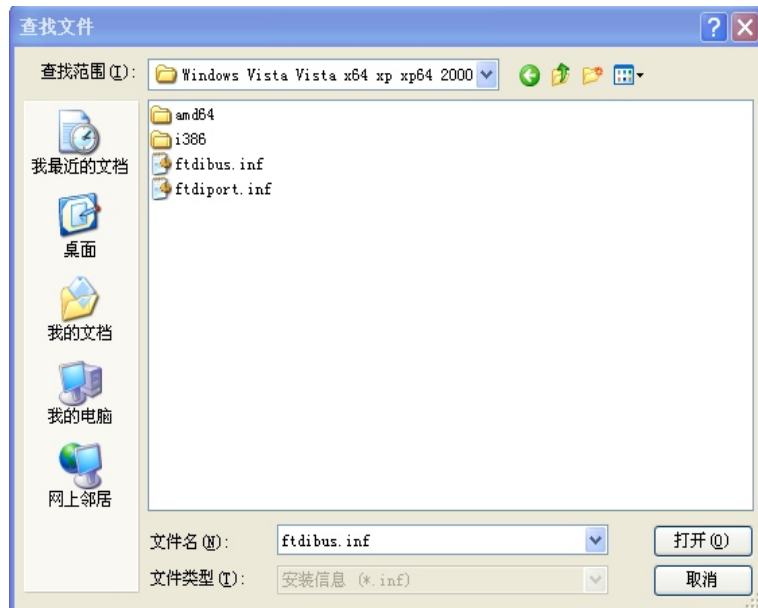 查找文件
查找范围(I):
Windows Vista Vista x64 xp xp64 2000
amd64
i386
ftdibus.inf
ftdiport.inf
我最近的文档
桌面
我的文档
我的电脑
网上邻居
文件名(N):
ftdibus.inf
打开(O)
文件类型(T):
安装信息 (*.inf)
取消